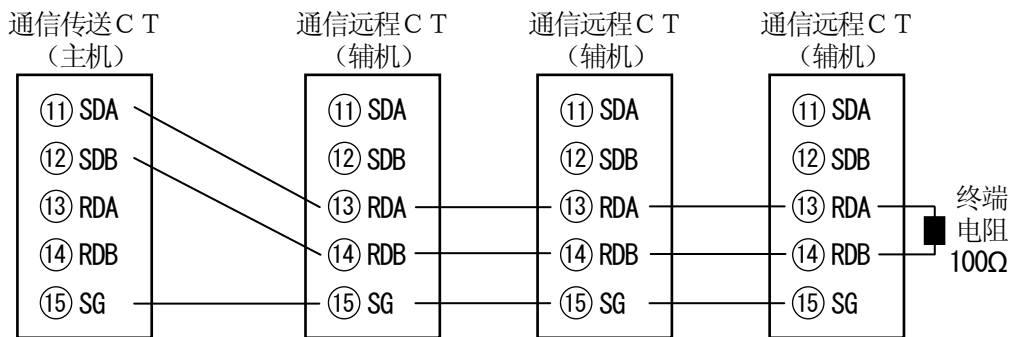 通信传送CT
(主机)
⑪ SDA
⑫ SDB
⑬ RDA
⑭ RDB
⑮ SG
通信远程CT
(辅机)
⑪ SDA
⑫ SDB
⑬ RDA
⑭ RDB
⑮ SG
通信远程CT
(辅机)
⑪ SDA
⑫ SDB
⑬ RDA
⑭ RDB
⑮ SG
通信远程CT
(辅机)
⑪ SDA
⑫ SDB
⑬ RDA
⑭ RDB
⑮ SG
终端
电阻
100Ω